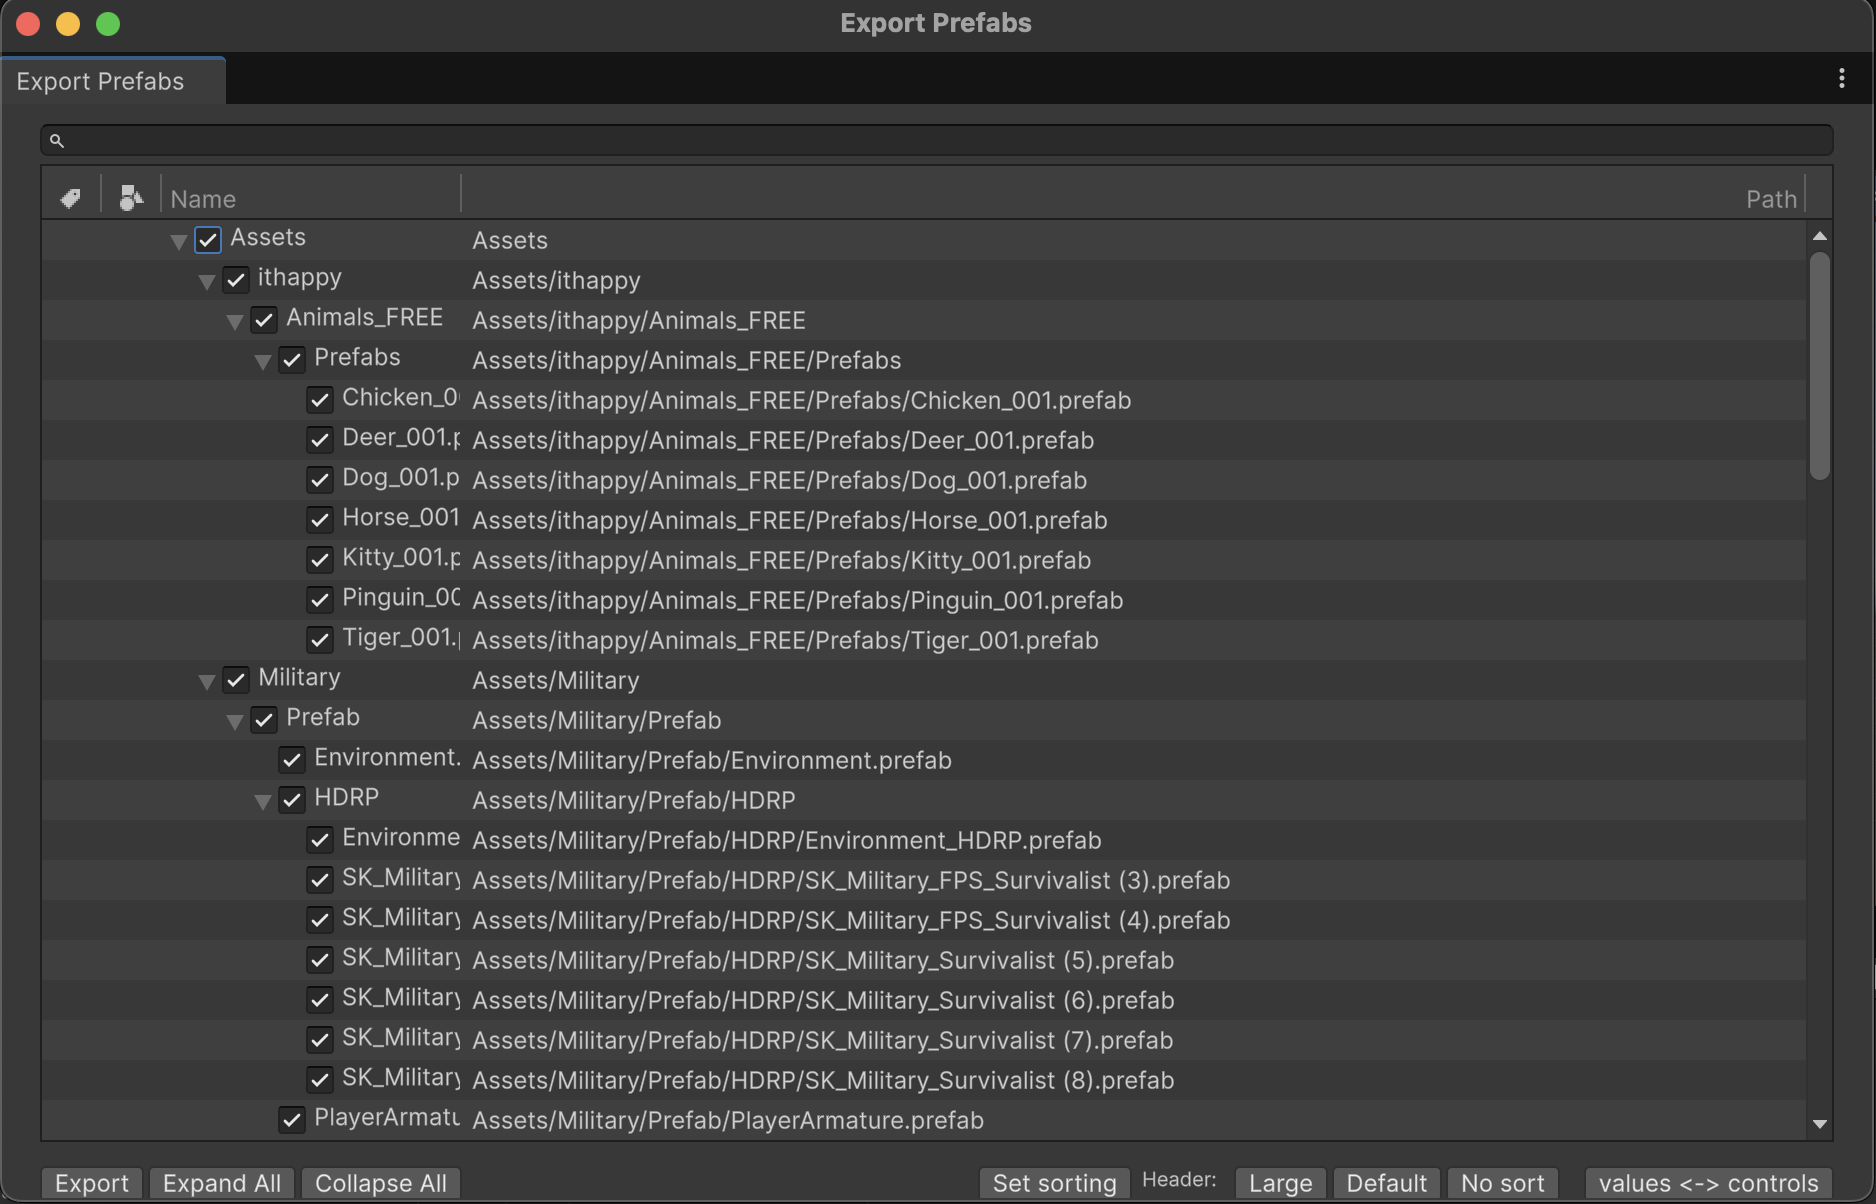 Export Prefabs
Export Prefabs
Name Path
Assets Assets
ithappy Assets/ithappy
Animals_FREE Assets/ithappy/Animals_FREE
Prefabs Assets/ithappy/Animals_FREE/Prefabs
Chicken_0 Assets/ithappy/Animals_FREE/Prefabs/Chicken_001.prefab
Deer_001.p Assets/ithappy/Animals_FREE/Prefabs/Deer_001.prefab
Dog_001.p Assets/ithappy/Animals_FREE/Prefabs/Dog_001.prefab
Horse_001 Assets/ithappy/Animals_FREE/Prefabs/Horse_001.prefab
Kitty_001.p Assets/ithappy/Animals_FREE/Prefabs/Kitty_001.prefab
Pinguin_00 Assets/ithappy/Animals_FREE/Prefabs/Pinguin_001.prefab
Tiger_001. Assets/ithappy/Animals_FREE/Prefabs/Tiger_001.prefab
Military Assets/Military
Prefab Assets/Military/Prefab
Environment. Assets/Military/Prefab/Environment.prefab
HDRP Assets/Military/Prefab/HDRP
Environme Assets/Military/Prefab/HDRP/Environment_HDRP.prefab
SK_Military Assets/Military/Prefab/HDRP/SK_Military_FPS_Survivalist (3).prefab
SK_Military Assets/Military/Prefab/HDRP/SK_Military_FPS_Survivalist (4).prefab
SK_Military Assets/Military/Prefab/HDRP/SK_Military_Survivalist (5).prefab
SK_Military Assets/Military/Prefab/HDRP/SK_Military_Survivalist (6).prefab
SK_Military Assets/Military/Prefab/HDRP/SK_Military_Survivalist (7).prefab
SK_Military Assets/Military/Prefab/HDRP/SK_Military_Survivalist (8).prefab
PlayerArmatu Assets/Military/Prefab/PlayerArmature.prefab
Export Expand All Collapse All Set sorting Header: Large Default No sort values <-> controls